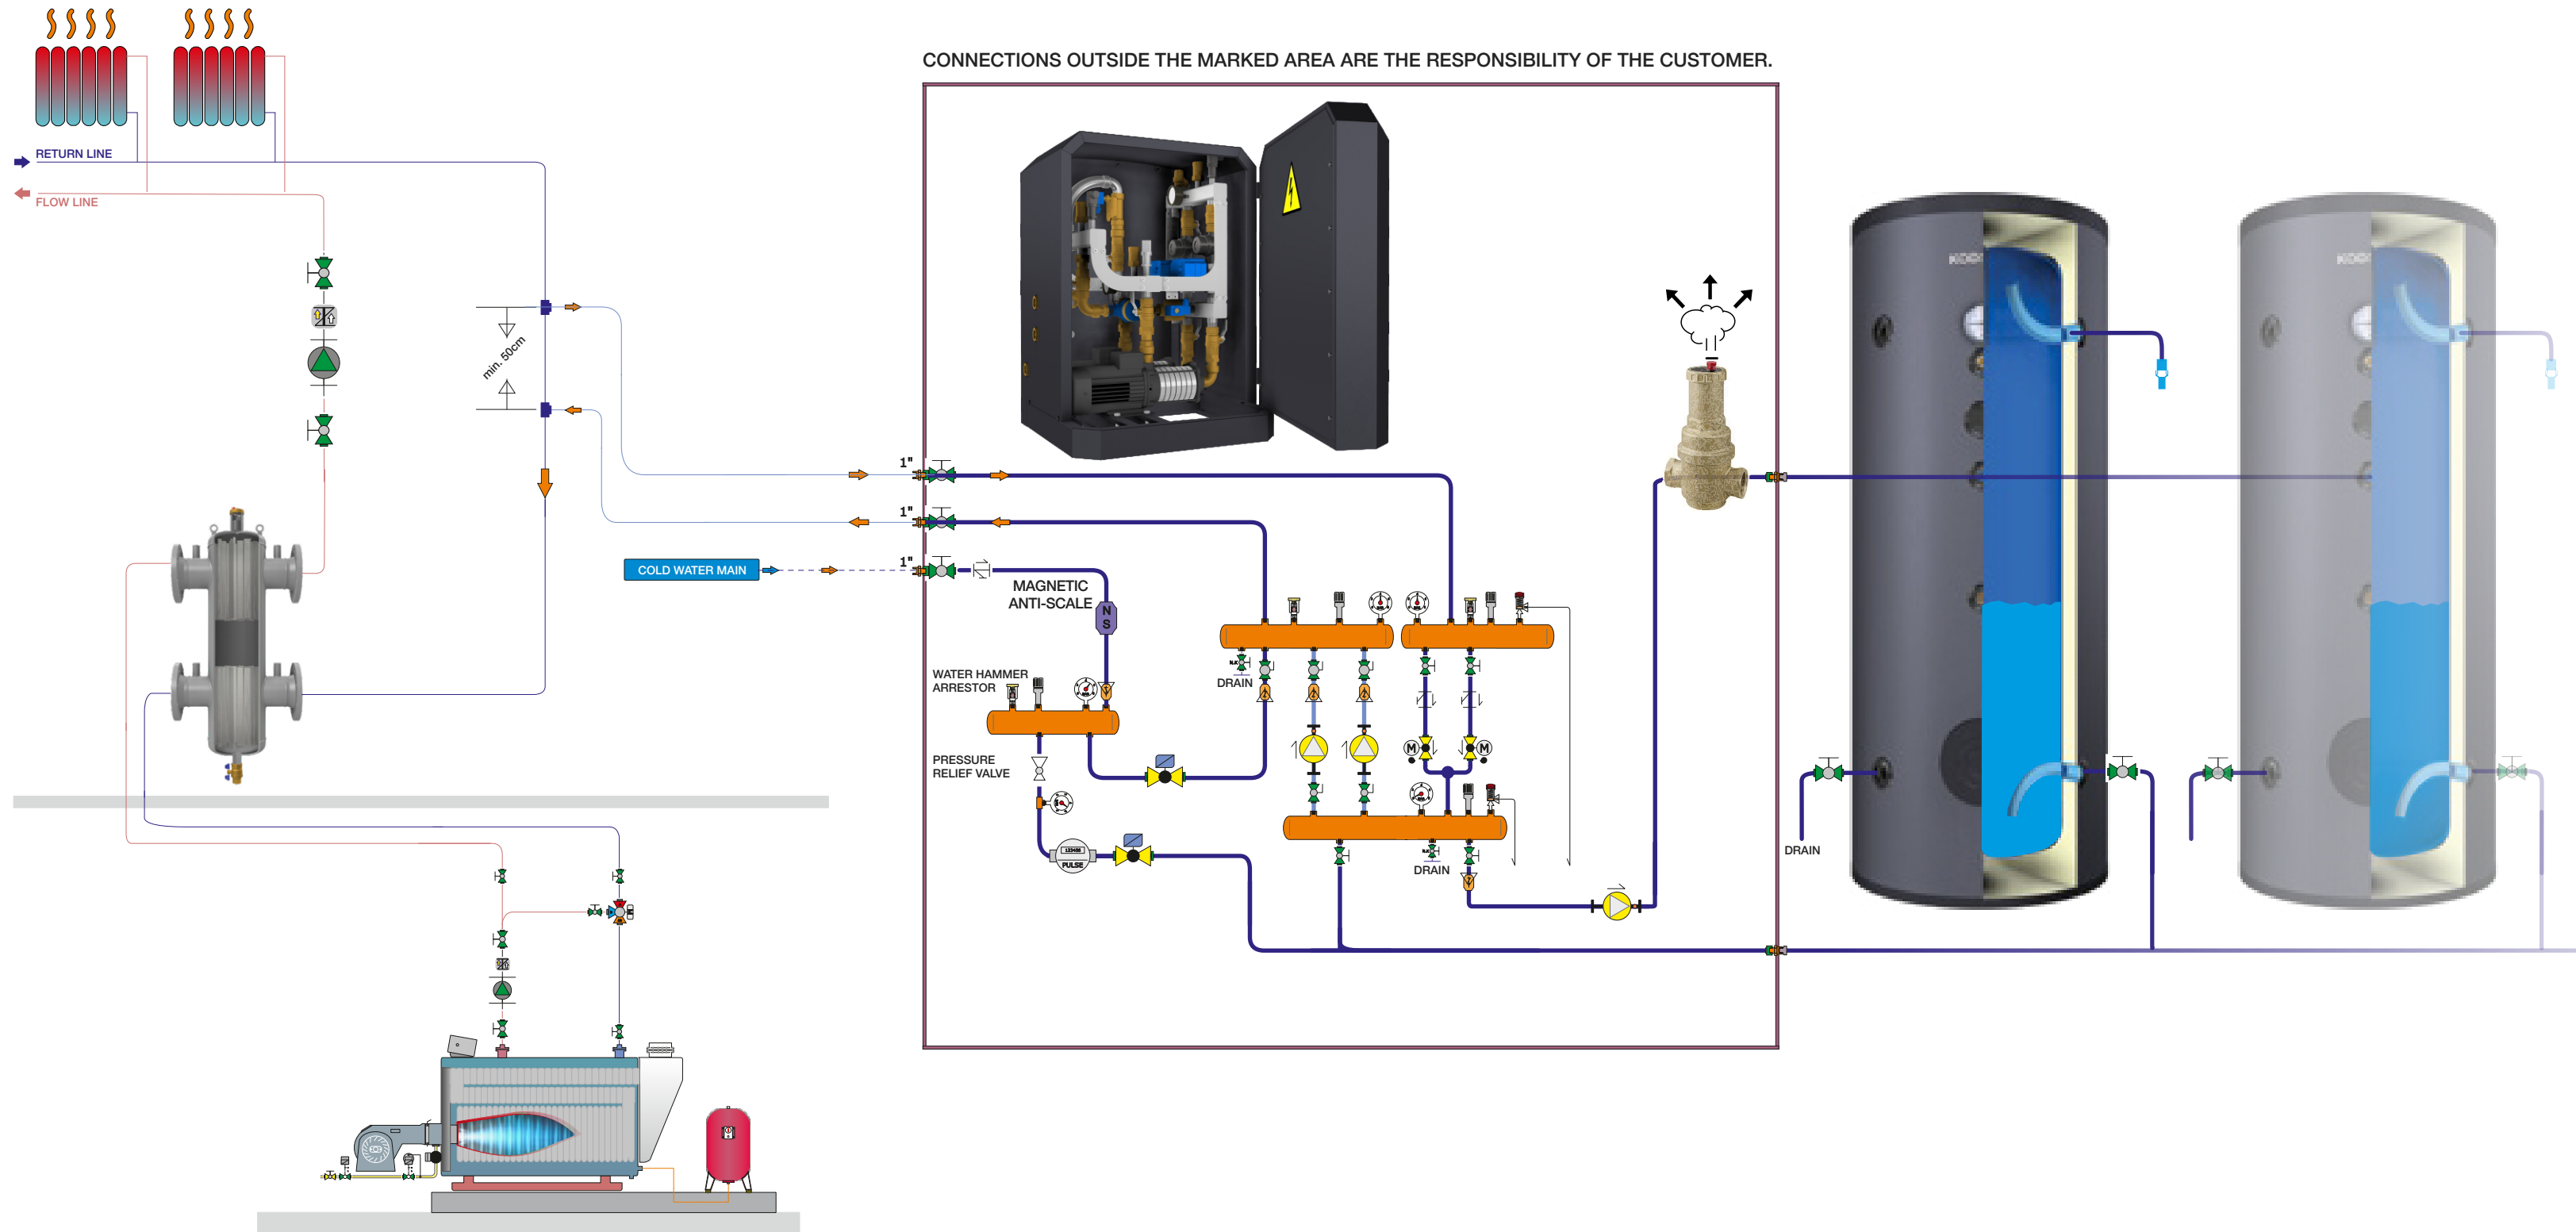 CONNECTIONS OUTSIDE THE MARKED AREA ARE THE RESPONSIBILITY OF THE CUSTOMER.
RETURN LINE
FLOW LINE
min. 50cm
1"
1"
COLD WATER MAIN
1"
MAGNETIC
ANTI-SCALE
N
S
WATER HAMMER
ARRESTOR
DRAIN
PRESSURE
RELIEF VALVE
M
M
PULSE
DRAIN
DRAIN